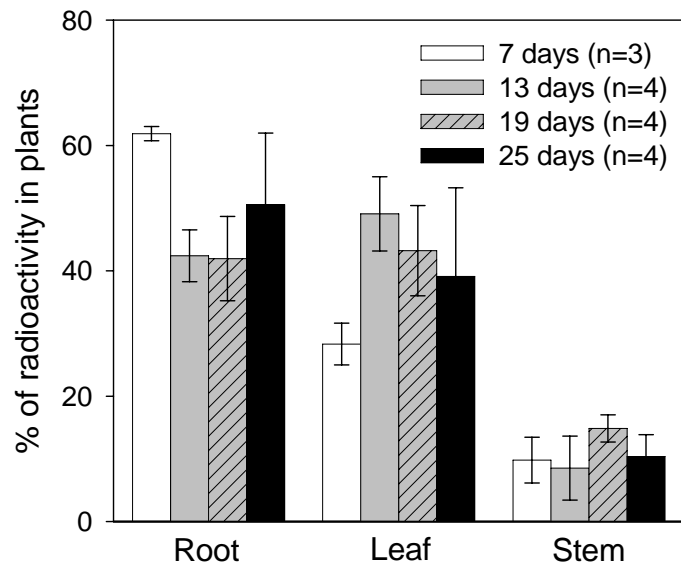 % of radioactivity in plants
80
60
40
20
0
7 days (n=3)
13 days (n=4)
19 days (n=4)
25 days (n=4)
Root
Leaf
Stem